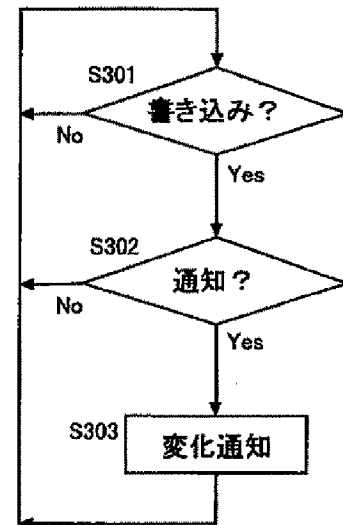 S301
書き込み？
No
Yes
S302
通知？
No
Yes
S303
変化通知